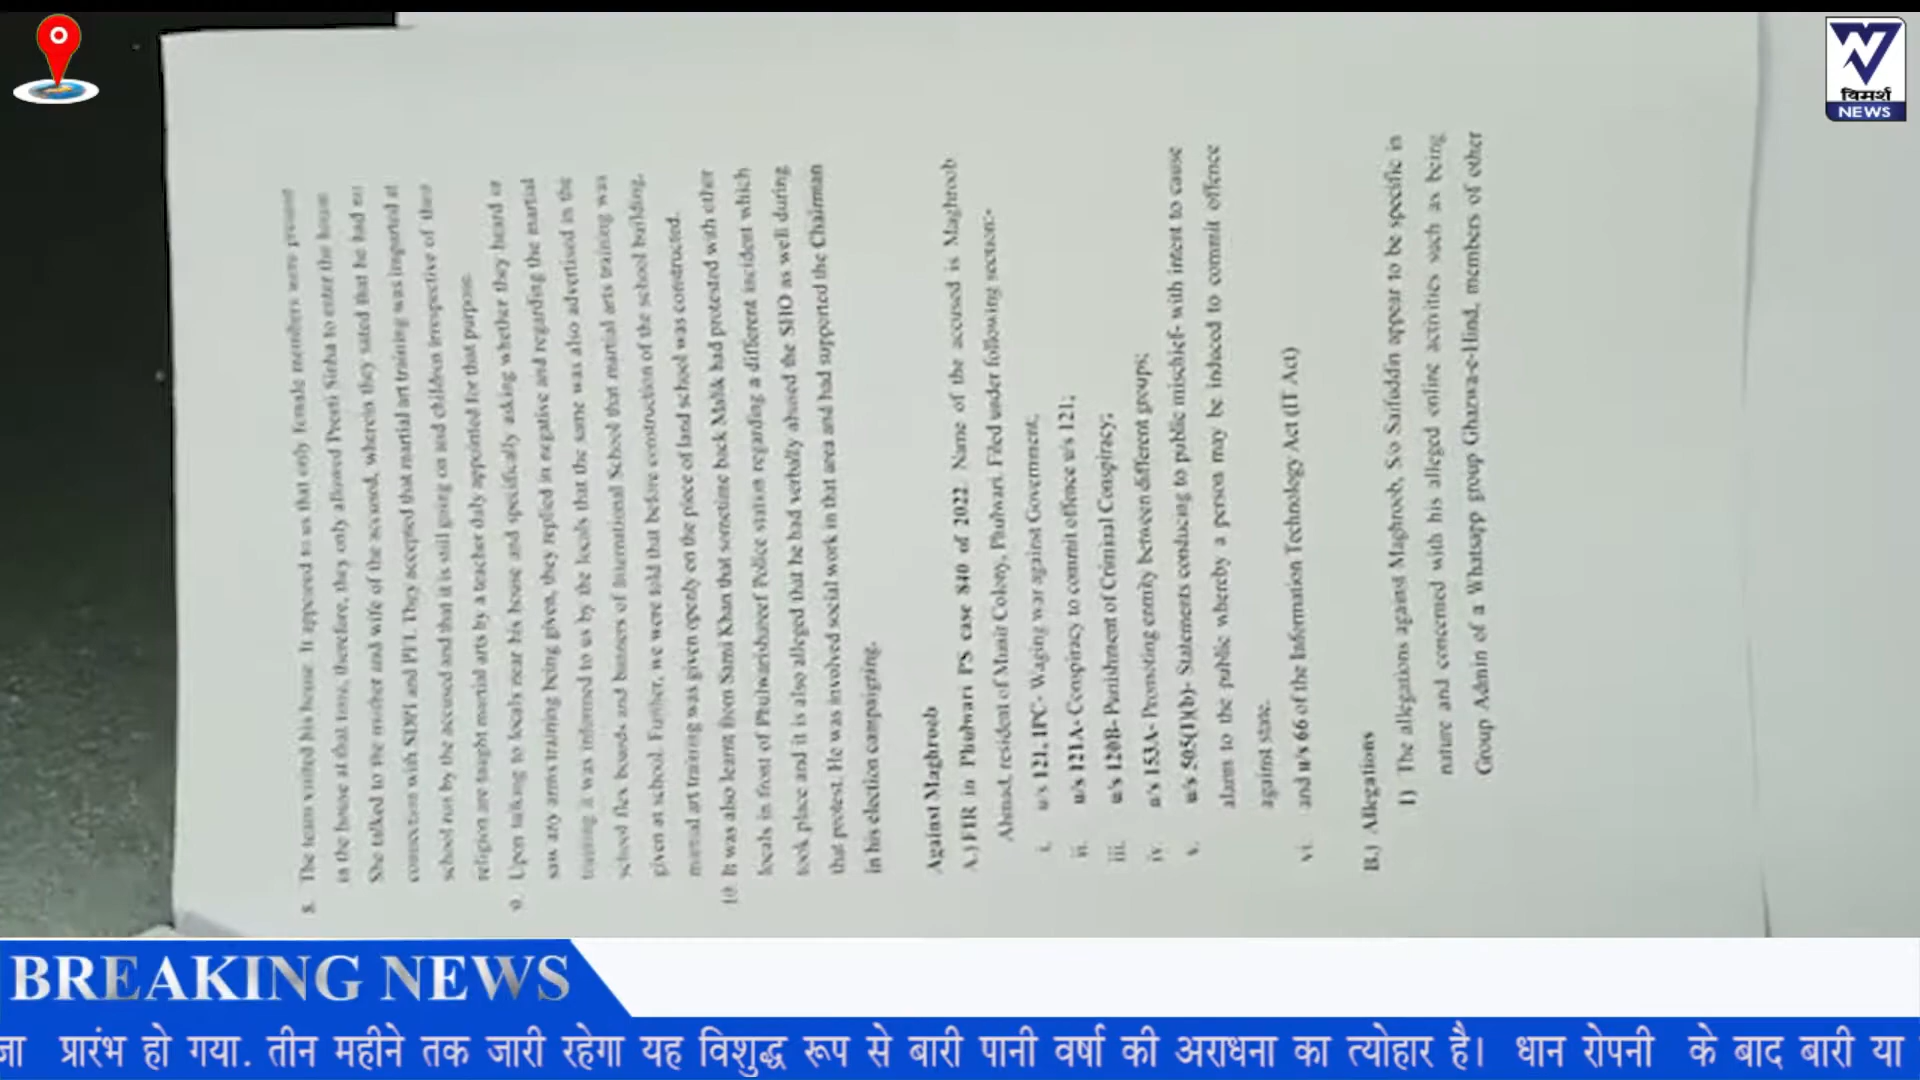 8. The team visited his house. It appeared to us that only female members were present
in the house at that time, therefore, they only allowed Preeti Sinha to enter the house
She talked to the mother and wife of the accused, wherein they sated that he had no
connection with SDPI and PFI. They accepted that martial art training was imparted at
school run by the accused and that it is still going on and children irrespective of their
religion are taught martial arts by a teacher duly appointed for that purpose.
9. Upon talking to locals near his house and specifically asking whether they heard or
saw any arms training being given, they replied in negative and regarding the martial
training it was informed to us by the locals that the same was also advertised in the
school flex boards and banners of International School that martial arts training was
given at school. Further, we were told that before construction of the school building,
martial art training was given openly on the piece of land school was constructed.
10. It was also learnt from Sami Khan that sometime back Malik had protested with other
locals in front of Phulwarishareef Police station regarding a different incident which
took place and it is also alleged that he had verbally abused the SHO as well during
that protest. He was involved social work in that area and had supported the Chairman
in his election campaigning.
Against Maghroob
A.) FIR in Phulwari PS case 840 of 2022. Name of the accused is Maghroob
Ahmad, resident of Munir Colony, Phulwari. Filed under following section:-
i. u/s 121, IPC- Waging war against Government;
ii. u/s 121A- Conspiracy to commit offence u/s 121;
iii. u/s 120B- Punishment of Criminal Conspiracy;
iv. u/s 153A- Promoting enmity between different groups;
v. u/s 505(1)(b)- Statements conducing to public mischief- with intent to cause
alarm to the public whereby a person may be induced to commit offence
against state.
vi. and u/s 66 of the Information Technology Act (IT Act)
B.) Allegations
1) The allegations against Maghroob, S/o Saifuddin appear to be specific in
nature and concerned with his alleged online activities such as being
Group Admin of a Whatsapp group Ghazwa-e-Hind, members of other
विमर्श
NEWS
BREAKING NEWS
जा प्रारंभ हो गया. तीन महीने तक जारी रहेगा यह विशुद्ध रूप से बारी पानी वर्षा की अराधना का त्योहार है। धान रोपनी के बाद बारी या